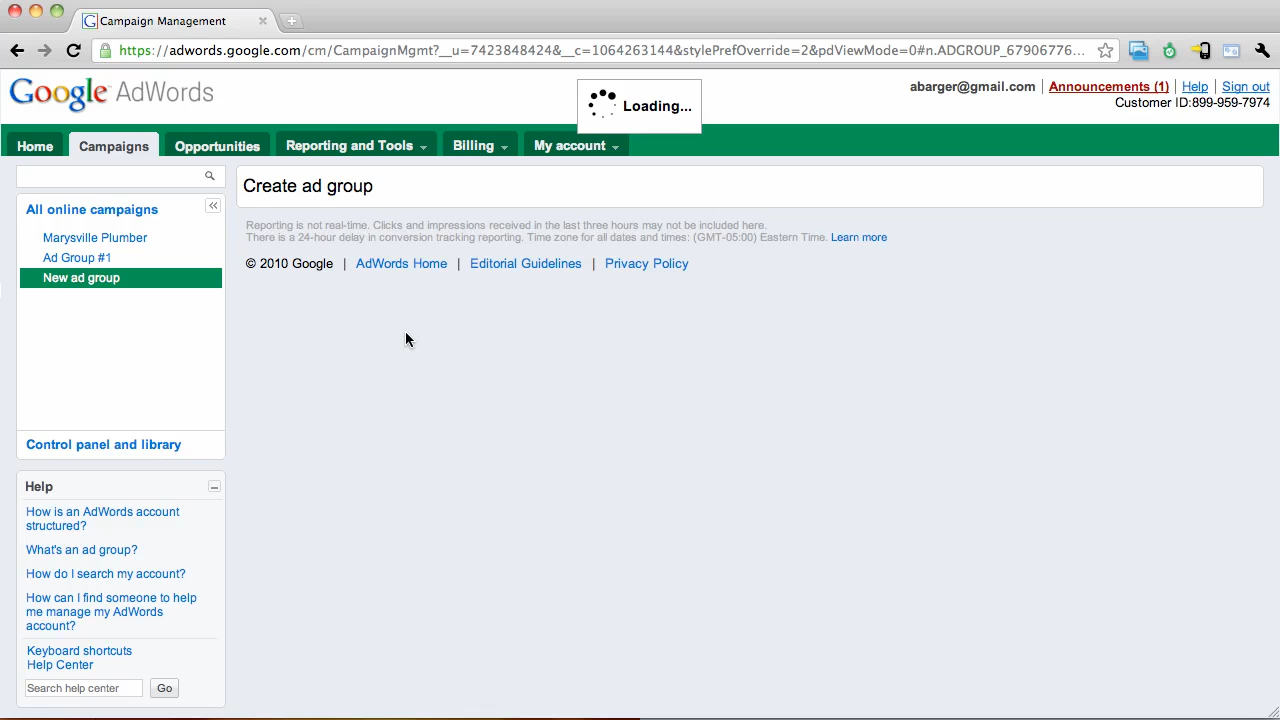 Campaign Management
https://adwords.google.com/cm/CampaignMgmt?__u=7423848424&__c=1064263144&stylePrefOverride=2&pdViewMode=0#n.ADGROUP_67906776...
Google AdWords
Loading...
abarger@gmail.com | Announcements (1) | Help | Sign out
Customer ID:899-959-7974
Home Campaigns Opportunities Reporting and Tools Billing My account
All online campaigns
Marysville Plumber
Ad Group #1
New ad group
Control panel and library
Help
How is an AdWords account
structured?
What's an ad group?
How do I search my account?
How can I find someone to help
me manage my AdWords
account?
Keyboard shortcuts
Help Center
Search help center Go
Create ad group
Reporting is not real-time. Clicks and impressions received in the last three hours may not be included here.
There is a 24-hour delay in conversion tracking reporting. Time zone for all dates and times: (GMT-05:00) Eastern Time. Learn more
© 2010 Google | AdWords Home | Editorial Guidelines | Privacy Policy